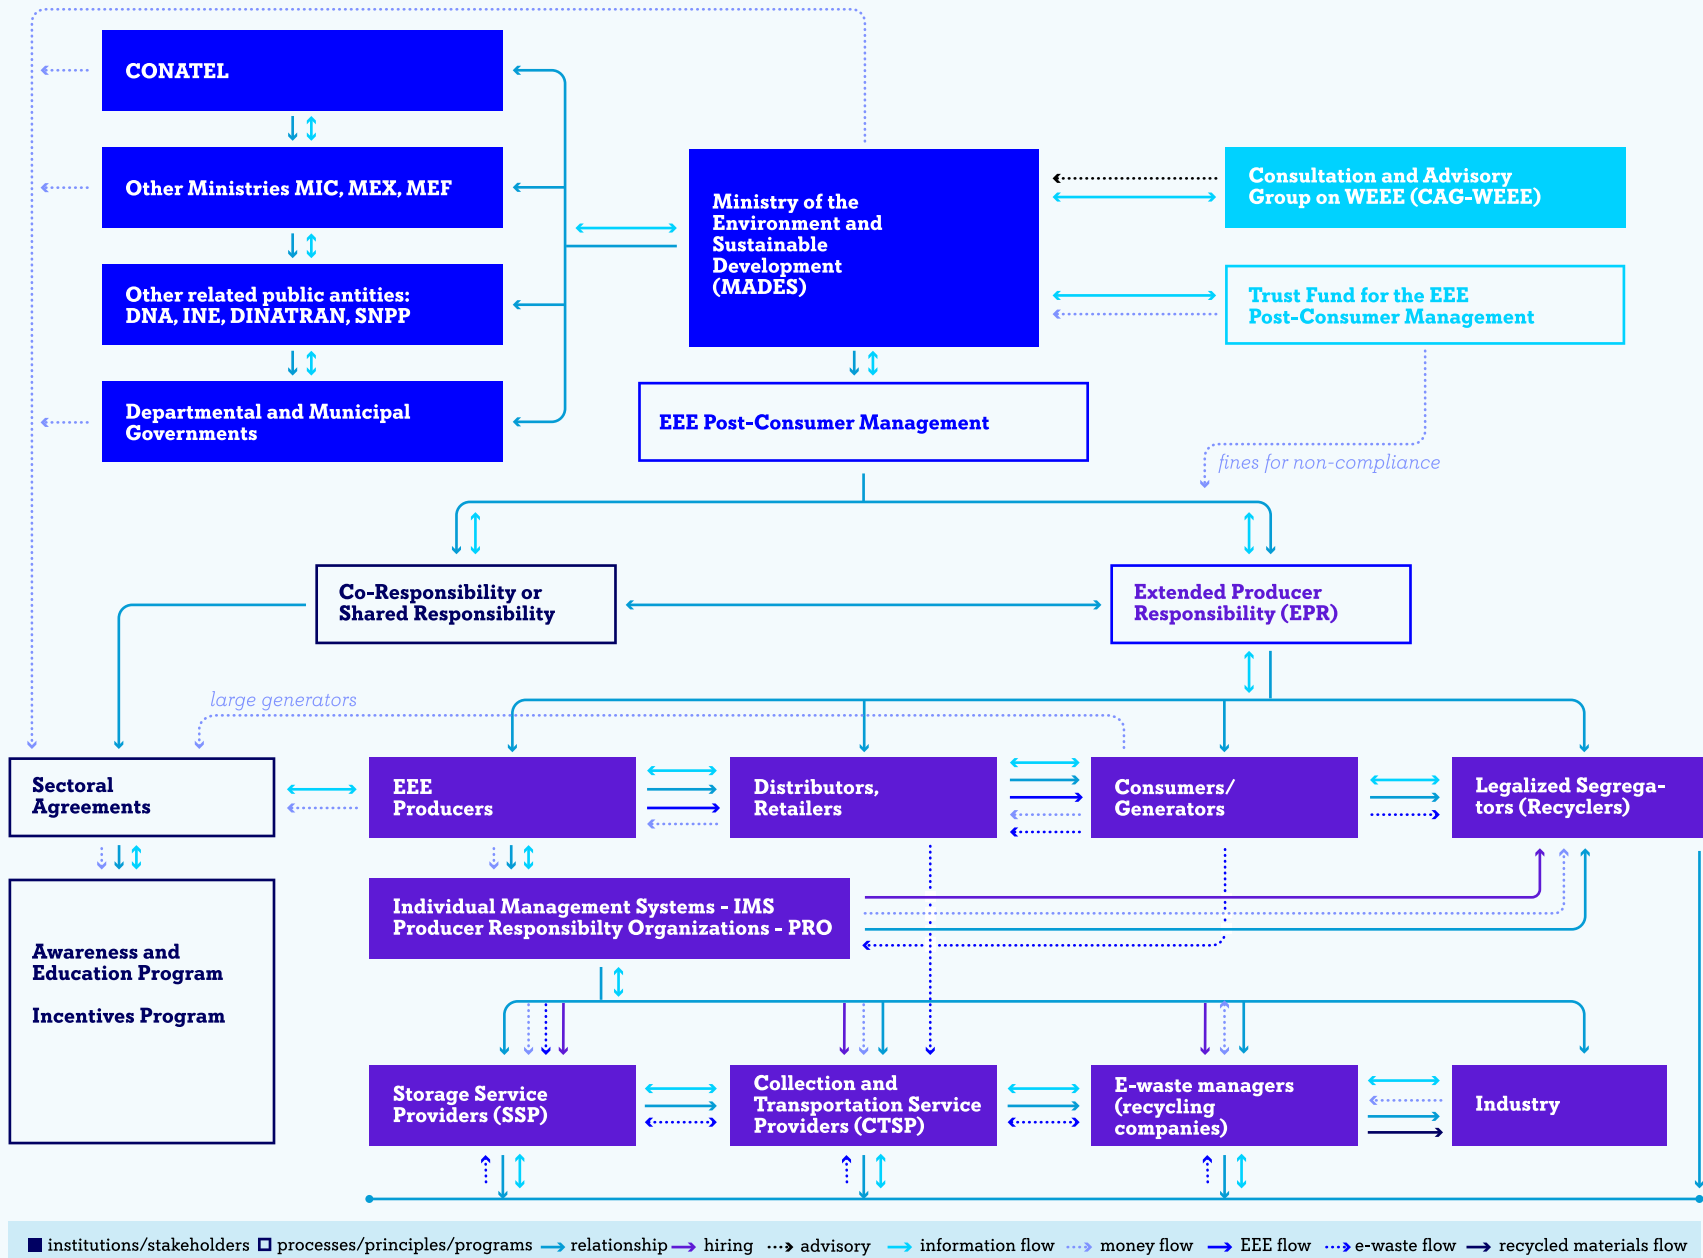 CONATEL
Other Ministries MIC, MEX, MEF
Other related public antities:
DNA, INE, DINATRAN, SNPP
Departmental and Municipal
Governments
Ministry of the
Environment and
Sustainable
Development
(MADES)
Consultation and Advisory
Group on WEEE (CAG-WEEE)
Trust Fund for the EEE
Post-Consumer Management
EEE Post-Consumer Management
fines for non-compliance
Co-Responsibility or
Shared Responsibility
Extended Producer
Responsibility (EPR)
large generators
Sectoral
Agreements
EEE
Producers
Distributors,
Retailers
Consumers/
Generators
Legalized Segrega-
tors (Recyclers)
Individual Management Systems - IMS
Producer Responsibilty Organizations - PRO
Awareness and
Education Program
Incentives Program
Storage Service
Providers (SSP)
Collection and
Transportation Service
Providers (CTSP)
E-waste managers
(recycling
companies)
Industry
institutions/stakeholders processes/principles/programs relationship hiring advisory information flow money flow EEE flow e-waste flow recycled materials flow